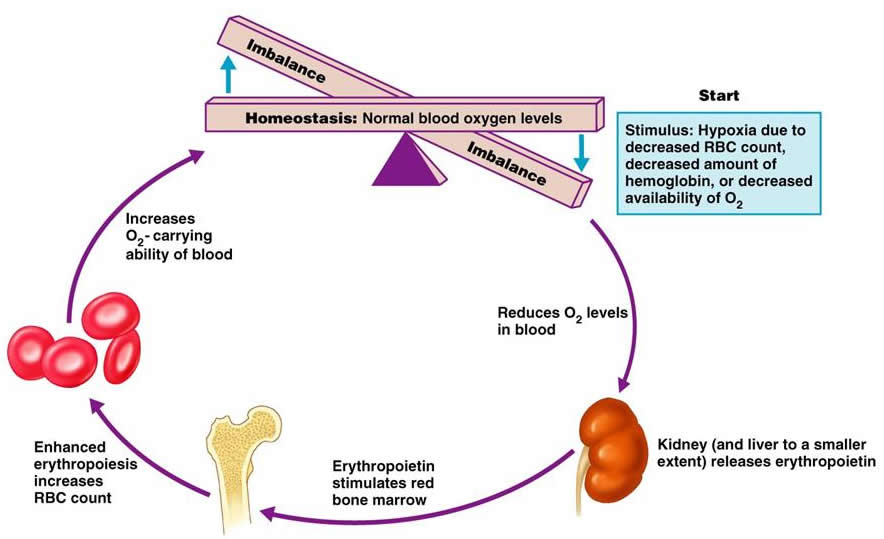 Imbalance
Homeostasis: Normal blood oxygen levels
Imbalance
Start
Stimulus: Hypoxia due to
decreased RBC count,
decreased amount of
hemoglobin, or decreased
availability of O₂
Reduces O₂ levels
in blood
Kidney (and liver to a smaller
extent) releases erythropoietin
Erythropoietin
stimulates red
bone marrow
Enhanced
erythropoiesis
increases
RBC count
Increases
O₂-carrying
ability of blood